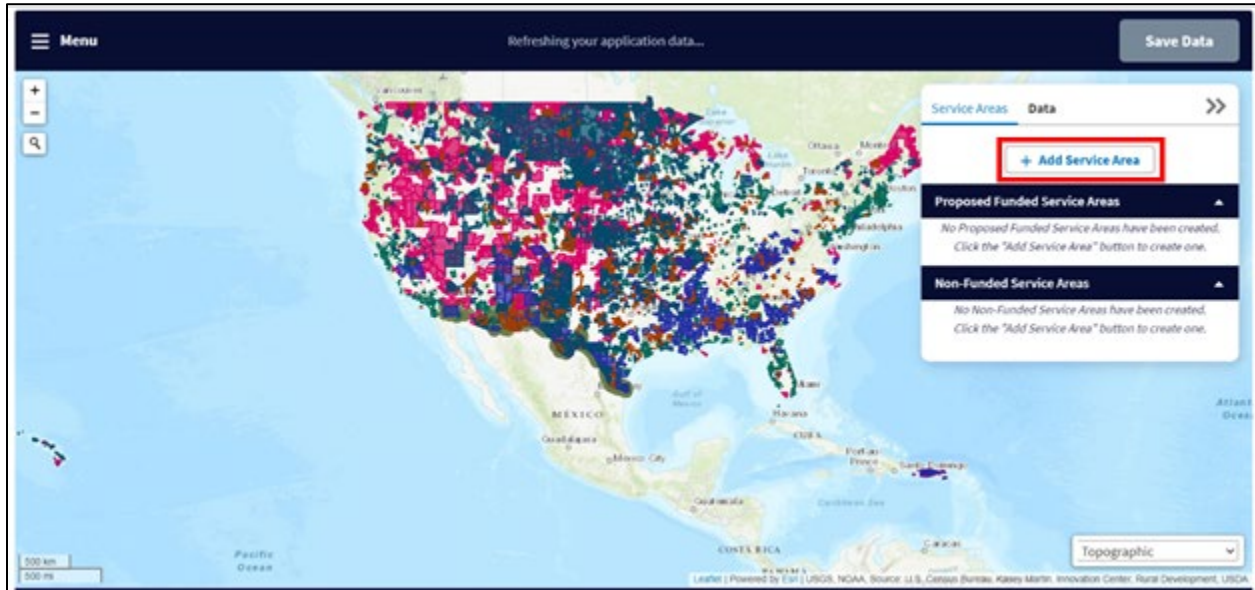 Menu
Refreshing your application data...
Save Data
+
−
Service Areas
Data
+ Add Service Area
Proposed Funded Service Areas
No Proposed Funded Service Areas have been created.
Click the "Add Service Area" button to create one.
Non-Funded Service Areas
No Non-Funded Service Areas have been created.
Click the "Add Service Area" button to create one.
Ottawa
Toronto
Detroit
Boston
Philadelphia
Washington
Miami
Gulf of
Mexico
MÉXICO
Havana
CUBA
Guadalajara
Mexico City
Port-au-
Prince
Santo Domingo
Guatemala
Caribbean Sea
COSTA RICA
PANAMA
Caracas
Pacific
Ocean
500 km
500 mi
Topographic
Leaflet | Powered by Esri | USGS, NOAA, Source: U.S. Census Bureau, Kasey Martin, Innovation Center, Rural Development, USDA